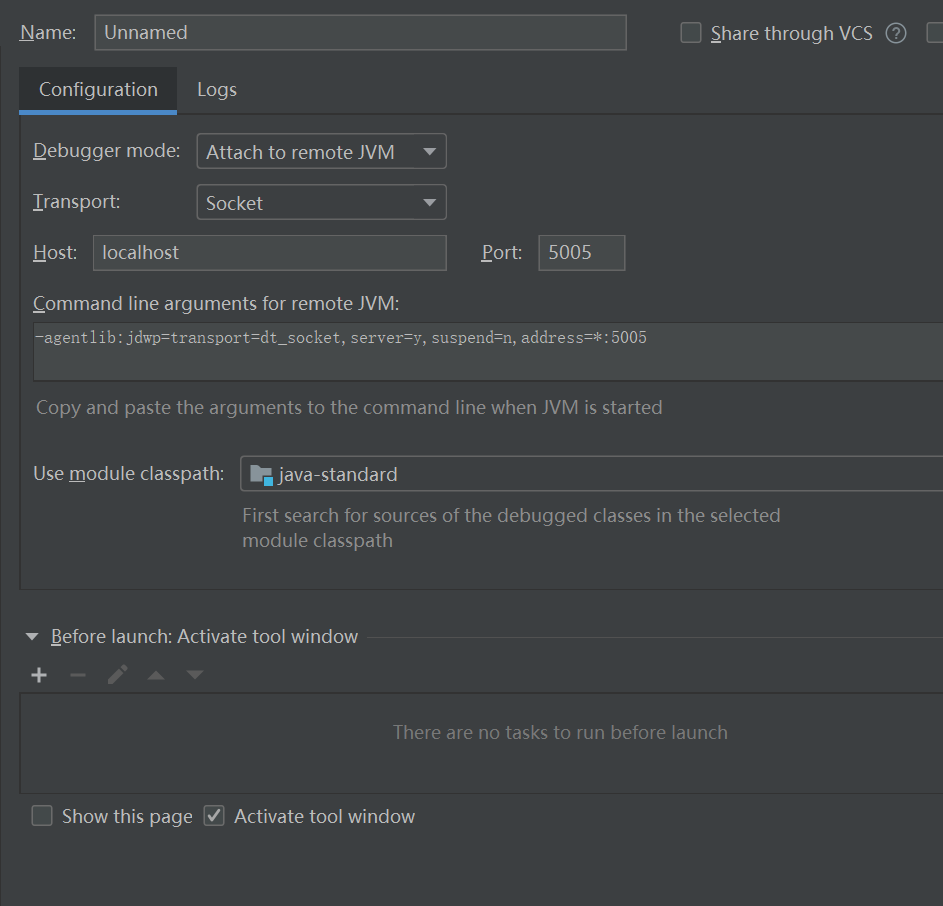 Name: Unnamed Share through VCS ?
Configuration Logs
Debugger mode: Attach to remote JVM
Transport: Socket
Host: localhost Port: 5005
Command line arguments for remote JVM:
-agentlib:jdwp=transport=dt_socket,server=y,suspend=n,address=*:5005
Copy and paste the arguments to the command line when JVM is started
Use module classpath: java-standard
First search for sources of the debugged classes in the selected
module classpath
Before launch: Activate tool window
There are no tasks to run before launch
Show this page Activate tool window